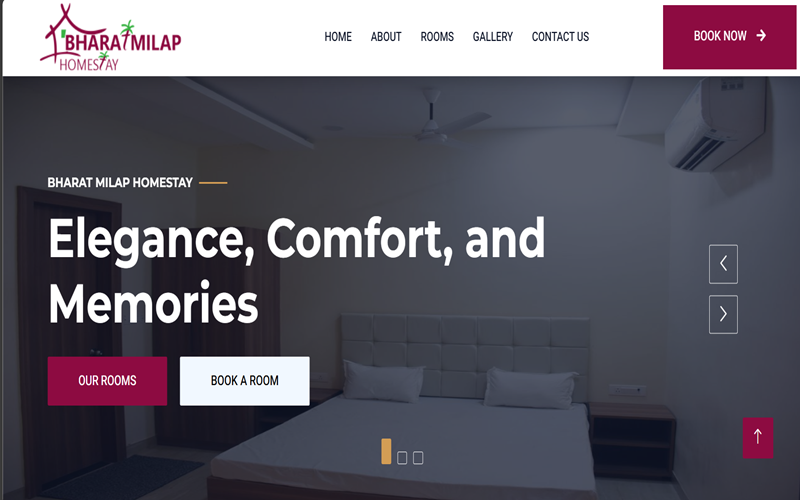 BHARAT MILAP
HOMESTAY
HOME ABOUT ROOMS GALLERY CONTACT US
BOOK NOW
BHARAT MILAP HOMESTAY
Elegance, Comfort, and
Memories
OUR ROOMS
BOOK A ROOM